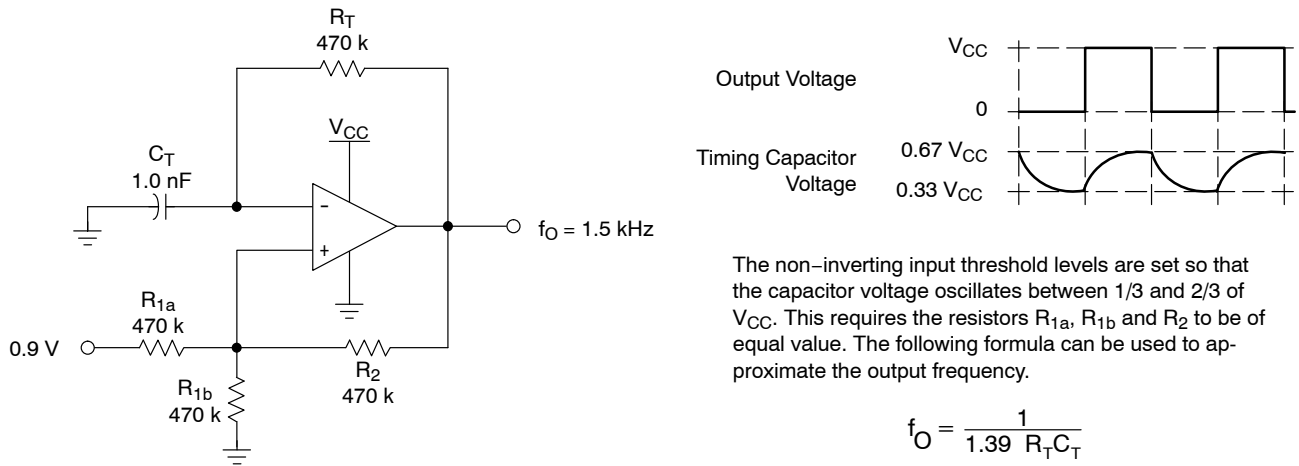 R_T
470 k
V_CC
C_T
1.0 nF
−
+
f_O = 1.5 kHz
R_1a
470 k
0.9 V
R_1b
470 k
R_2
470 k
Output Voltage
V_CC
0
Timing Capacitor
Voltage
0.67 V_CC
0.33 V_CC
The non−inverting input threshold levels are set so that
the capacitor voltage oscillates between 1/3 and 2/3 of
V_CC. This requires the resistors R_1a, R_1b and R_2 to be of
equal value. The following formula can be used to ap-
proximate the output frequency.
f_O = 1 / (1.39 R_TC_T)